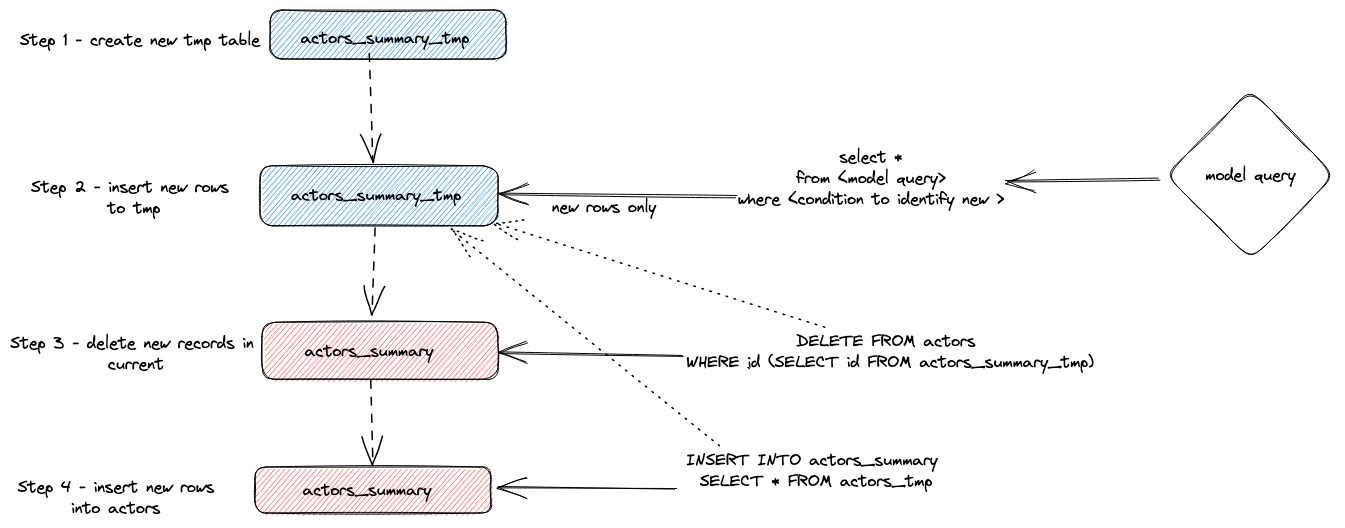 Step 1 - create new tmp table
actors_summary_tmp
Step 2 - insert new rows
to tmp
actors_summary_tmp
new rows only
select *
from <model query>
where <condition to identify new >
model query
Step 3 - delete new records in
current
actors_summary
DELETE FROM actors
WHERE id (SELECT id FROM actors_summary_tmp)
Step 4 - insert new rows
into actors
actors_summary
INSERT INTO actors_summary
SELECT * FROM actors_tmp